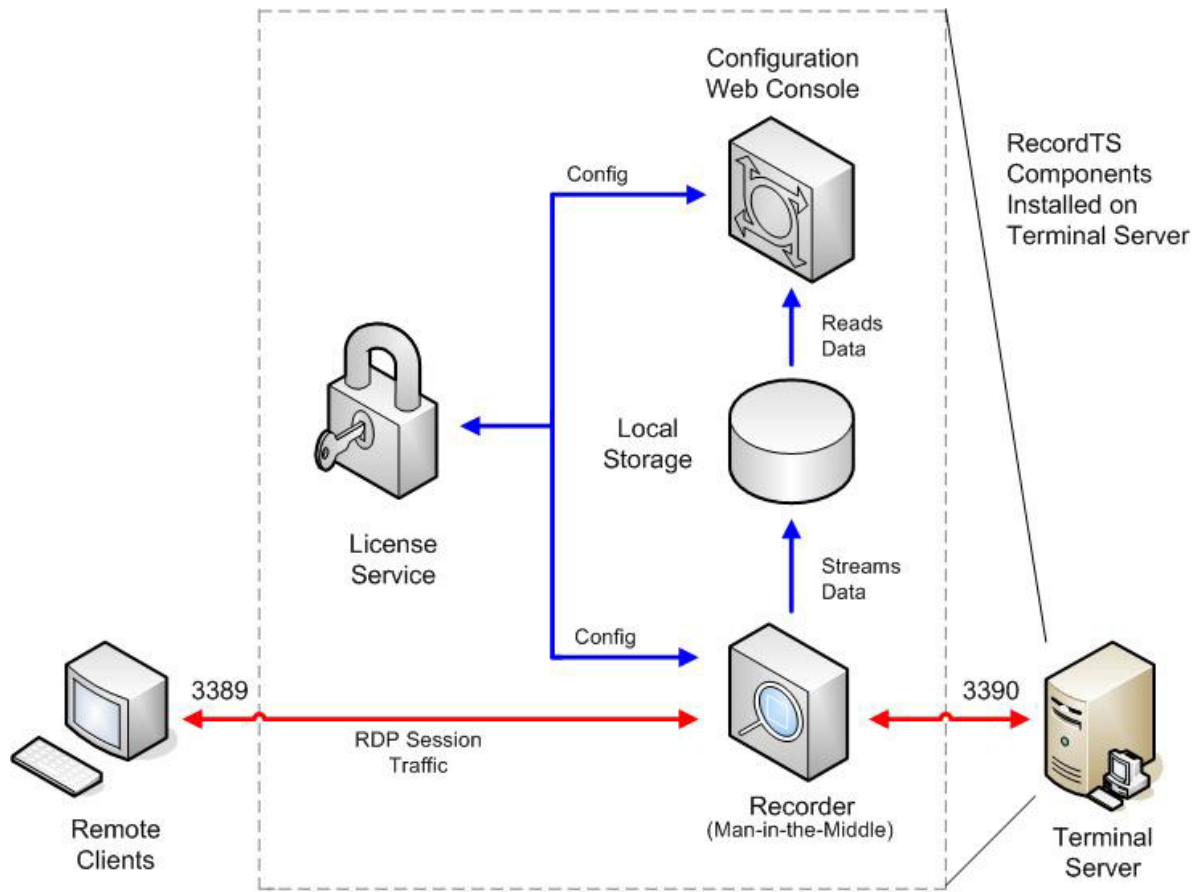 Configuration
Web Console
RecordTS
Components
Installed on
Terminal Server
Config
Reads
Data
Local
Storage
License
Service
Streams
Data
Config
3389
3390
RDP Session
Traffic
Recorder
(Man-in-the-Middle)
Remote
Clients
Terminal
Server